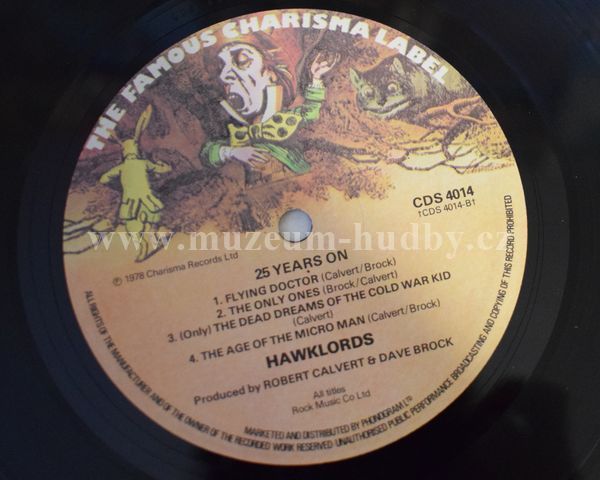 THE FAMOUS CHARISMA LABEL
CDS 4014
†CDS 4014-B†
www.muzeum-hudby.cz
℗ 1978 Charisma Records Ltd
25 YEARS ON
1. FLYING DOCTOR (Calvert/Brock)
2. THE ONLY ONES (Brock/Calvert)
3. (Only) THE DEAD DREAMS OF THE COLD WAR KID
(Calvert)
4. THE AGE OF THE MICRO MAN (Calvert/Brock)
HAWKLORDS
Produced by ROBERT CALVERT & DAVE BROCK
All titles
Rock Music Co Ltd
MARKETED AND DISTRIBUTED BY PHONOGRAM LTD
ALL RIGHTS OF THE MANUFACTURER AND OF THE OWNER OF THE RECORDED WORK RESERVED UNAUTHORISED PUBLIC PERFORMANCE BROADCASTING AND COPYING OF THIS RECORD PROHIBITED